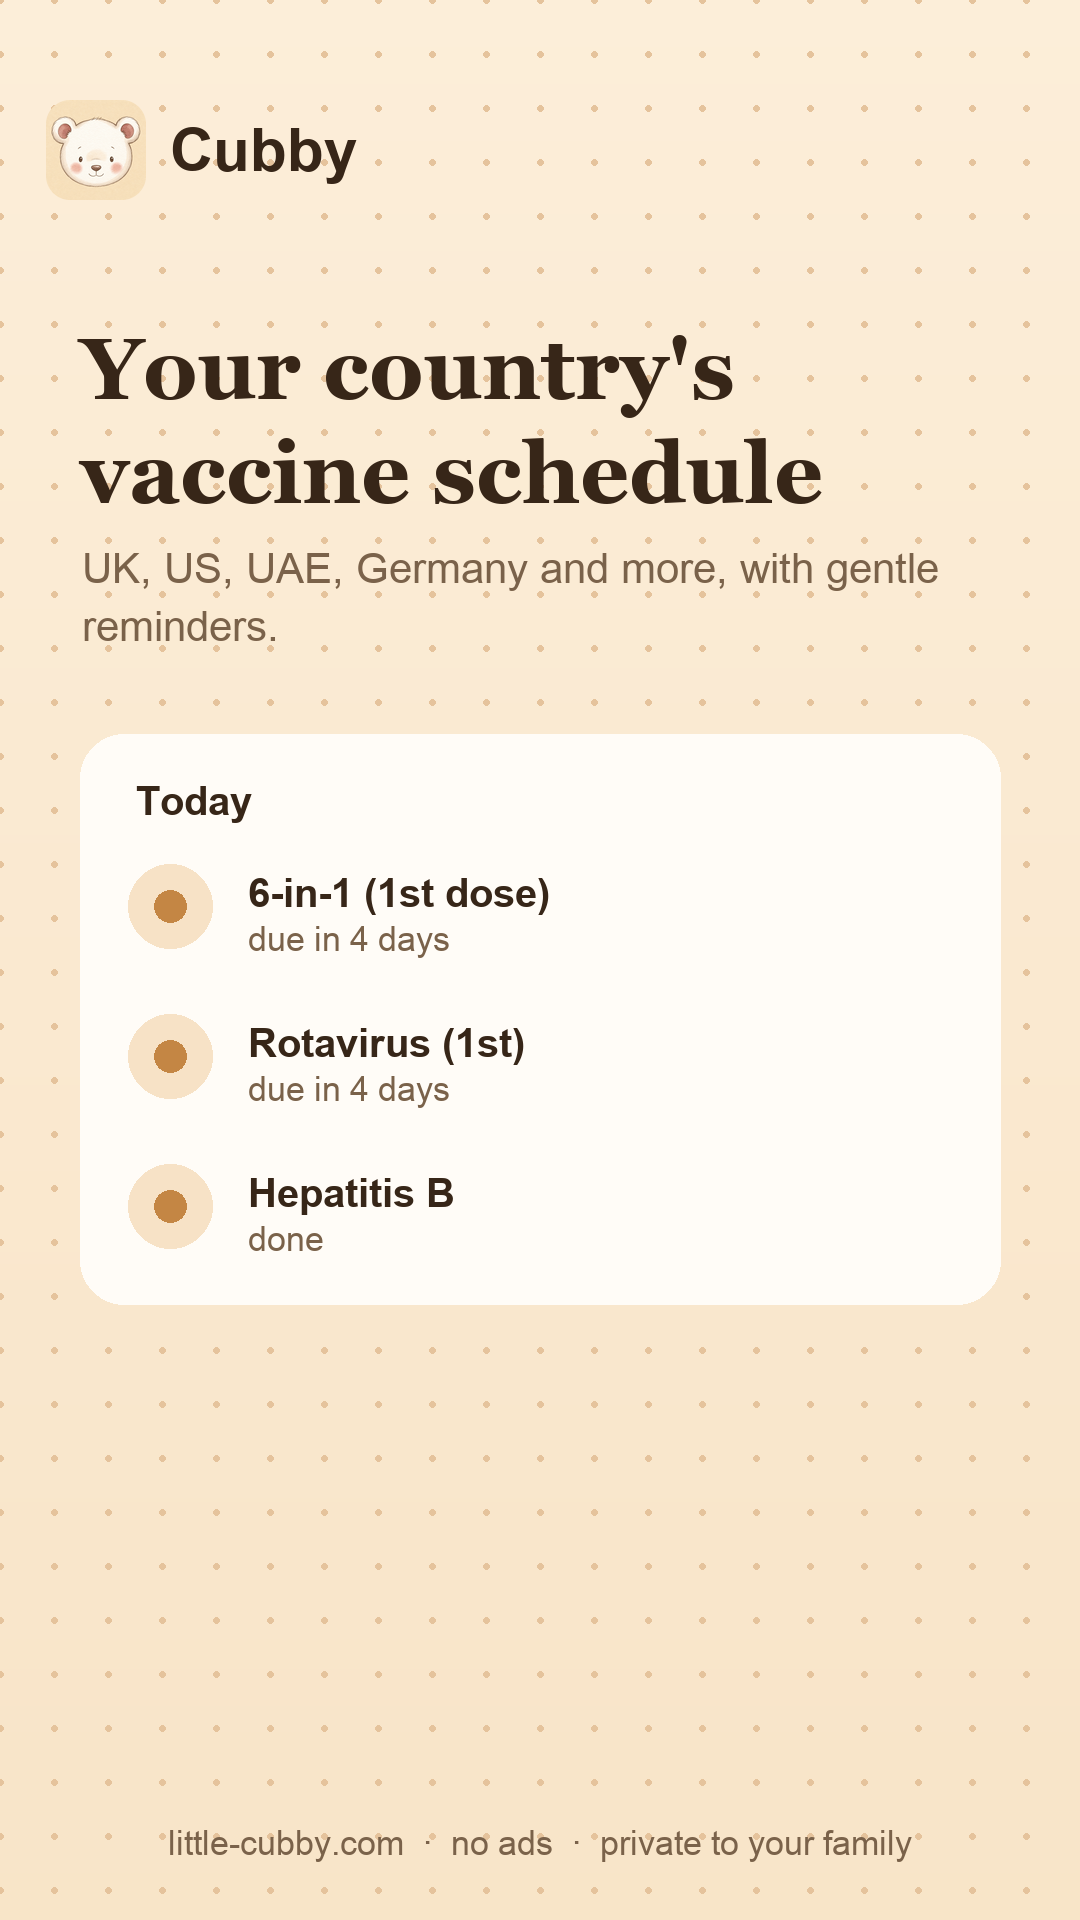 Cubby
Your country's
vaccine schedule
UK, US, UAE, Germany and more, with gentle
reminders.
Today
6-in-1 (1st dose)
due in 4 days
Rotavirus (1st)
due in 4 days
Hepatitis B
done
little-cubby.com · no ads · private to your family